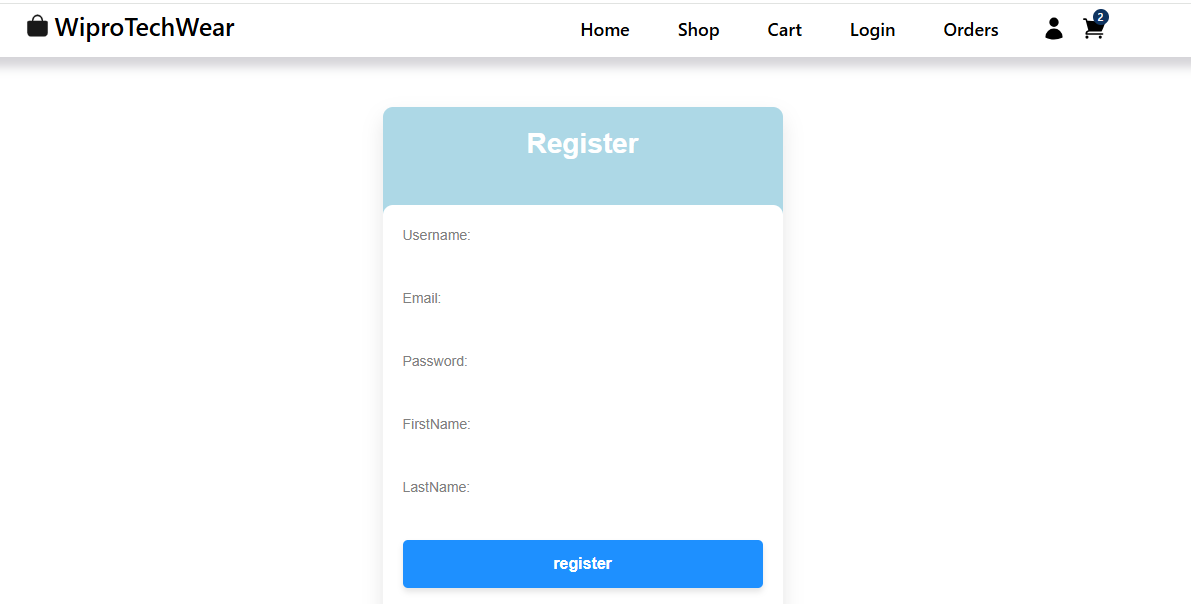 WiproTechWear Home Shop Cart Login Orders 2
Register
Username:
Email:
Password:
FirstName:
LastName:
register